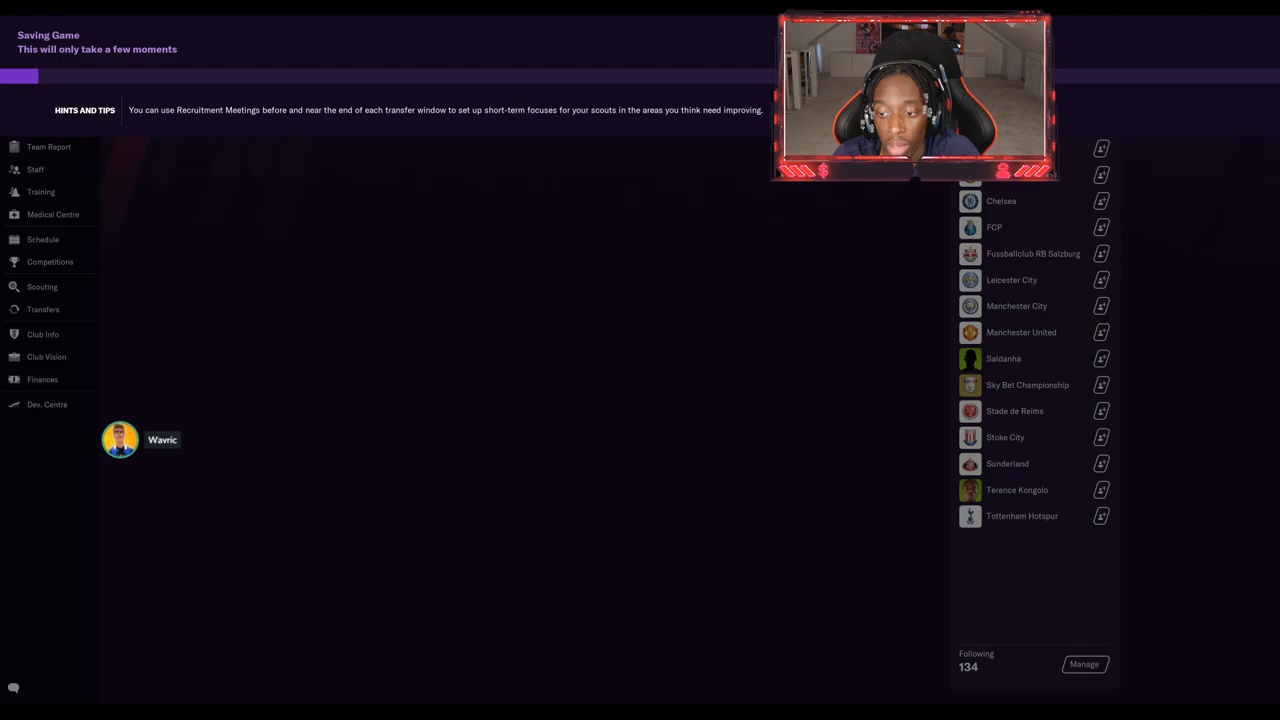 Saving Game
This will only take a few moments
HINTS AND TIPS
You can use Recruitment Meetings before and near the end of each transfer window to set up short-term focuses for your scouts in the areas you think need improving.
Team Report
Staff
Training
Medical Centre
Schedule
Competitions
Scouting
Transfers
Club Info
Club Vision
Finances
Dev. Centre
Wavric
Chelsea
FCP
Fussballclub RB Salzburg
Leicester City
Manchester City
Manchester United
Saldanha
Sky Bet Championship
Stade de Reims
Stoke City
Sunderland
Terence Kongolo
Tottenham Hotspur
Following
134
Manage